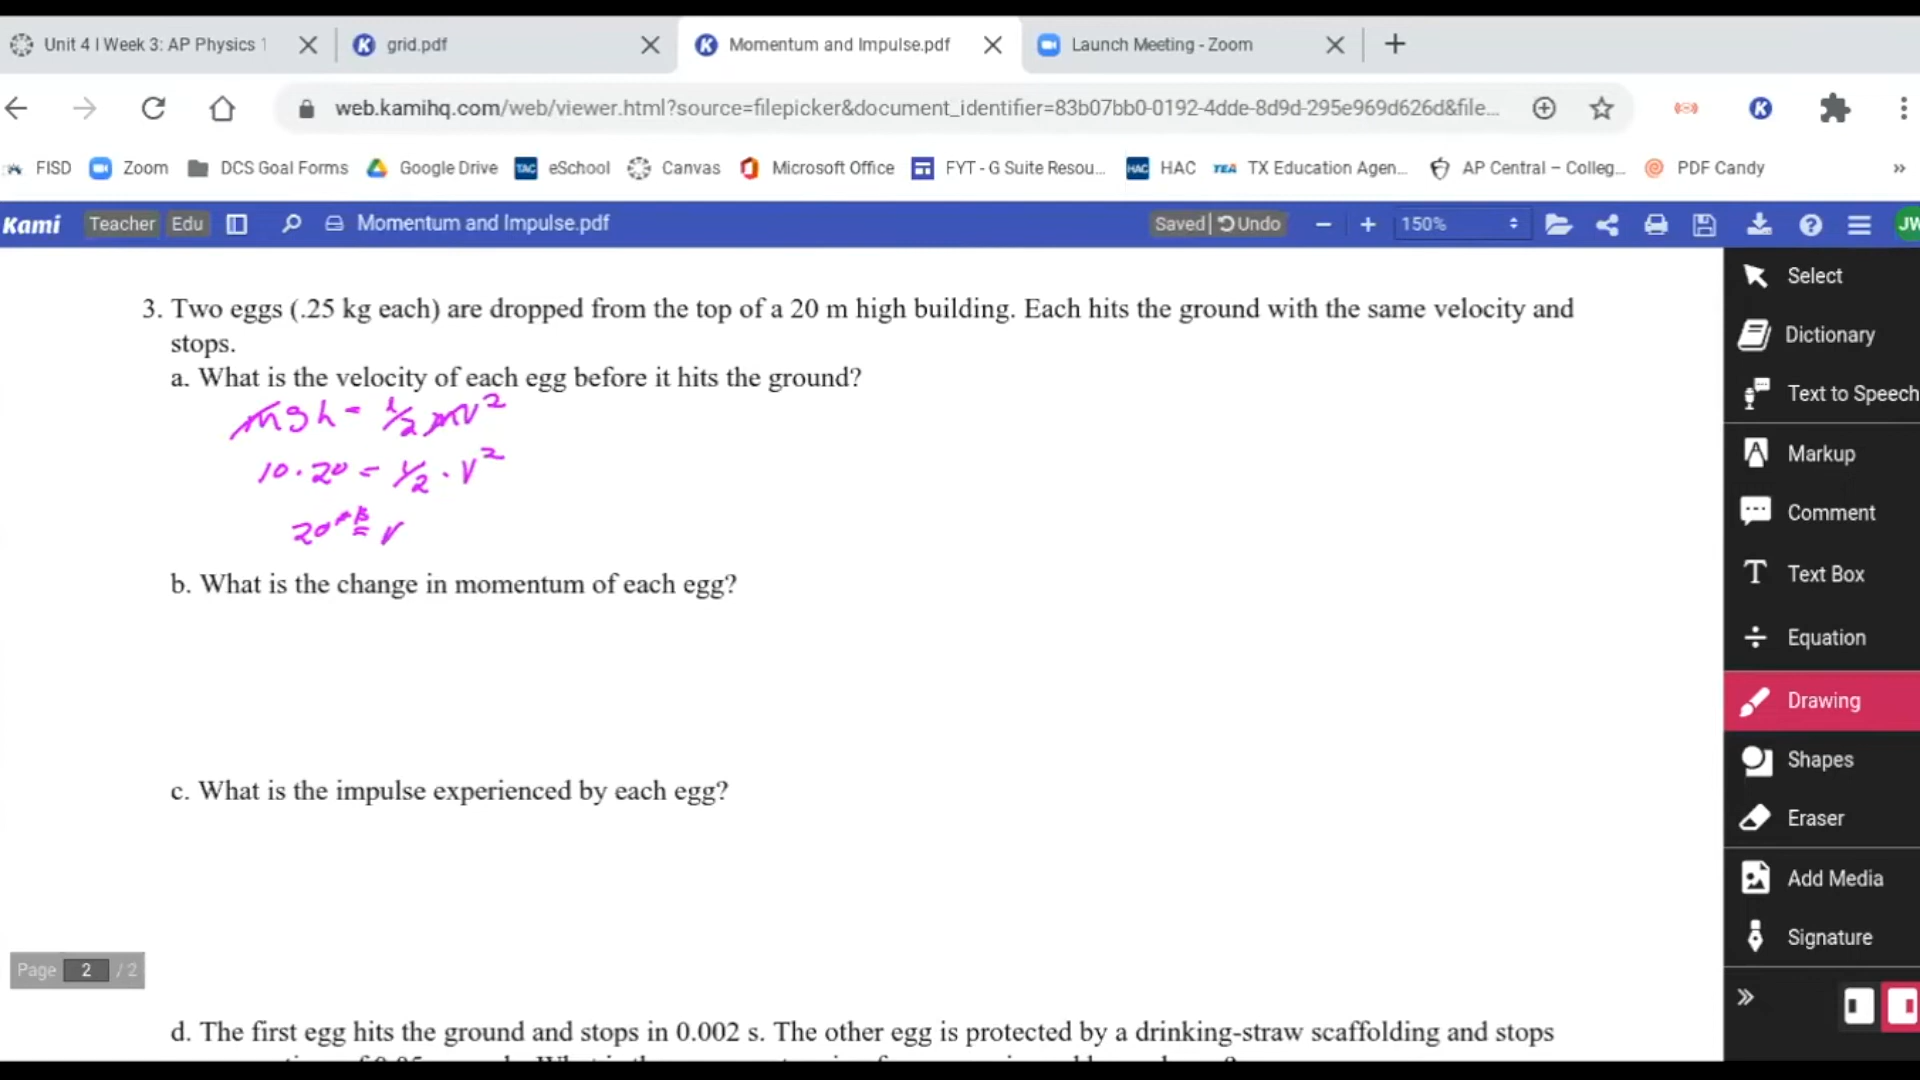 Unit 4 | Week 3: AP Physics 1
grid.pdf
Momentum and Impulse.pdf
Launch Meeting - Zoom
web.kamihq.com/web/viewer.html?source=filepicker&document_identifier=83b07bb0-0192-4dde-8d9d-295e969d626d&file...
FISD Zoom DCS Goal Forms Google Drive TAC eSchool Canvas Microsoft Office FYT - G Suite Resou... HAC HAC TEA TX Education Agen... AP Central – Colleg... PDF Candy »
Kami Teacher Edu Momentum and Impulse.pdf Saved Undo 150% JW
3. Two eggs (.25 kg each) are dropped from the top of a 20 m high building. Each hits the ground with the same velocity and
stops.
a. What is the velocity of each egg before it hits the ground?
mgh = 1/2 mv²
10 · 20 = 1/2 · v²
20 m/s = v
b. What is the change in momentum of each egg?
c. What is the impulse experienced by each egg?
d. The first egg hits the ground and stops in 0.002 s. The other egg is protected by a drinking-straw scaffolding and stops
Page 2 / 2
Select
Dictionary
Text to Speech
Markup
Comment
Text Box
Equation
Drawing
Shapes
Eraser
Add Media
Signature